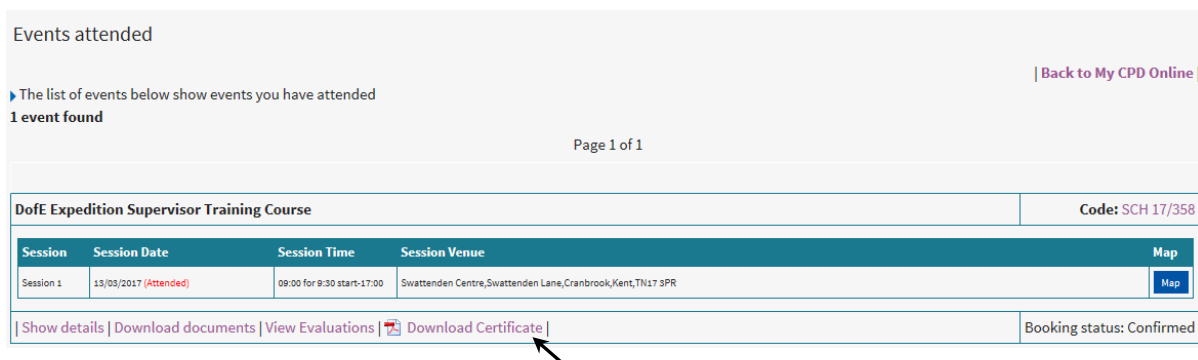 Events attended
| Back to My CPD Online |
The list of events below show events you have attended
1 event found
Page 1 of 1
DofE Expedition Supervisor Training Course Code: SCH 17/358
Session Session Date Session Time Session Venue Map
Session 1 13/03/2017 (Attended) 09:00 for 9:30 start-17:00 Swattenden Centre,Swattenden Lane,Cranbrook,Kent,TN17 3PR Map
| Show details | Download documents | View Evaluations | Download Certificate | Booking status: Confirmed